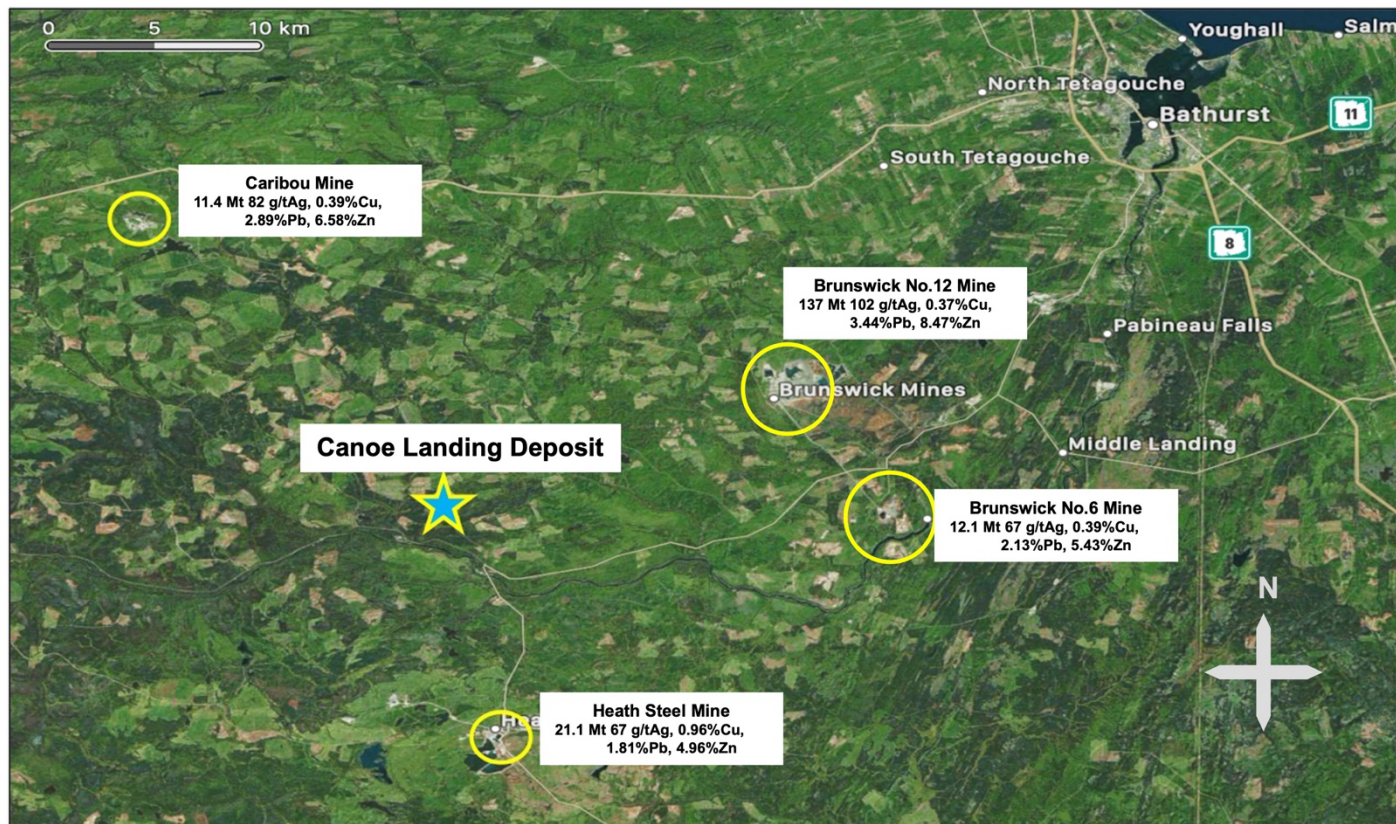 0 5 10 km
Youghall
Salm
North Tetagouche
Bathurst
11
South Tetagouche
Caribou Mine
11.4 Mt 82 g/tAg, 0.39%Cu,
2.89%Pb, 6.58%Zn
8
Brunswick No.12 Mine
137 Mt 102 g/tAg, 0.37%Cu,
3.44%Pb, 8.47%Zn
Pabineau Falls
Brunswick Mines
Canoe Landing Deposit
Middle Landing
Brunswick No.6 Mine
12.1 Mt 67 g/tAg, 0.39%Cu,
2.13%Pb, 5.43%Zn
N
Heath Steel Mine
21.1 Mt 67 g/tAg, 0.96%Cu,
1.81%Pb, 4.96%Zn
Hea